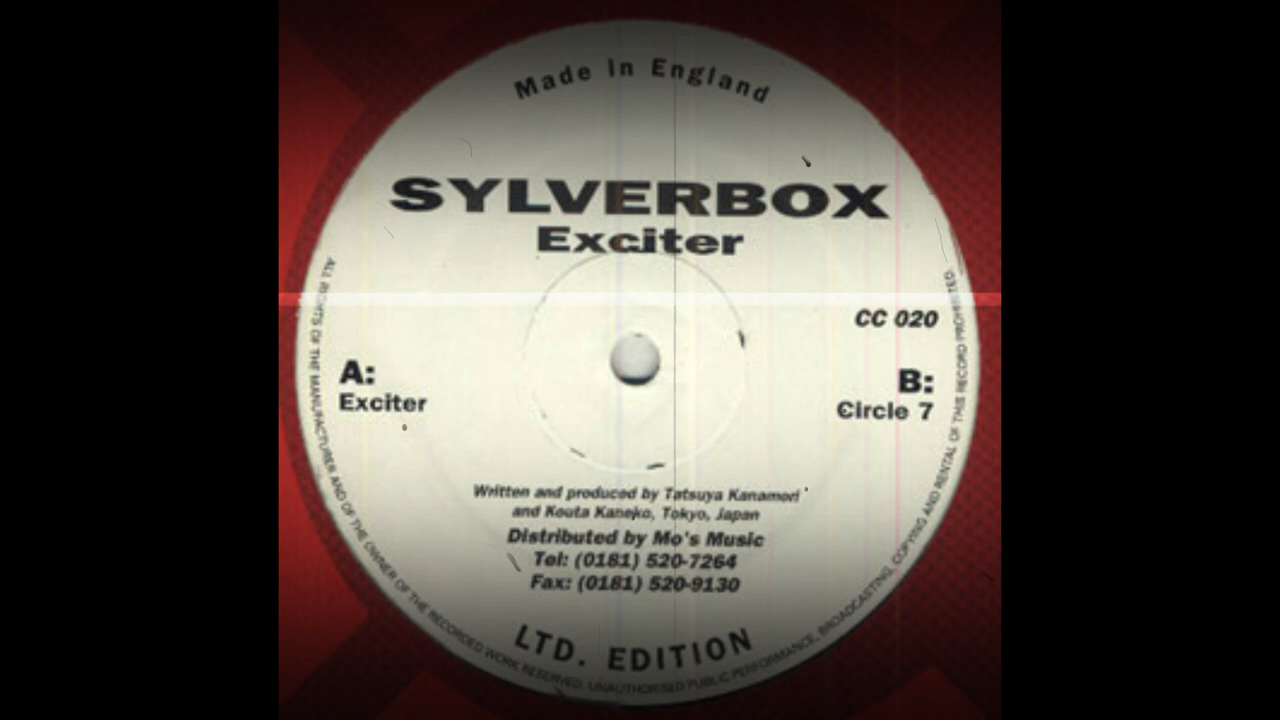 Made in England
SYLVERBOX
Exciter
CC 020
A:
Exciter
B:
Circle 7
Written and produced by Tatsuya Kanamori
and Kouta Kaneko, Tokyo, Japan
Distributed by Mo's Music
Tel: (0181) 520-7264
Fax: (0181) 520-9130
LTD. EDITION
ALL RIGHTS OF THE MANUFACTURER AND OF THE OWNER OF THE RECORDED WORK RESERVED. UNAUTHORISED PUBLIC PERFORMANCE, BROADCASTING, COPYING AND RENTAL OF THIS RECORD PROHIBITED.